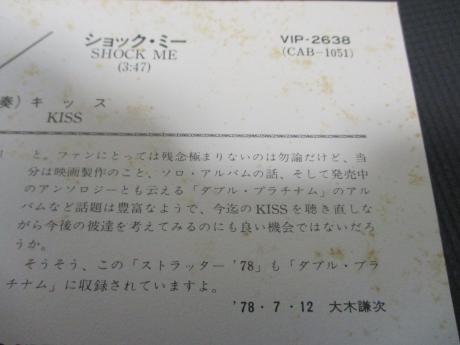 ショック・ミー
SHOCK ME
(3:47)
VIP-2638
(CAB-1051)
奏)キッス
KISS
と。ファンにとっては残念極まりないのは勿論だけど、当
分は映画製作のこと、ソロ・アルバムの話、そして発売中
のアンソロジーとも云える「ダブル・プラチナム」のアル
バムなど話題は豊富なようで、今迄のKISSを聴き直しな
がら今後の彼達を考えてみるのにも良い機会ではないだろ
うか。
そうそう、この「ストラッター'78」も「ダブル・プラ
チナム」に収録されていますよ。
'78・7・12 大木謙次